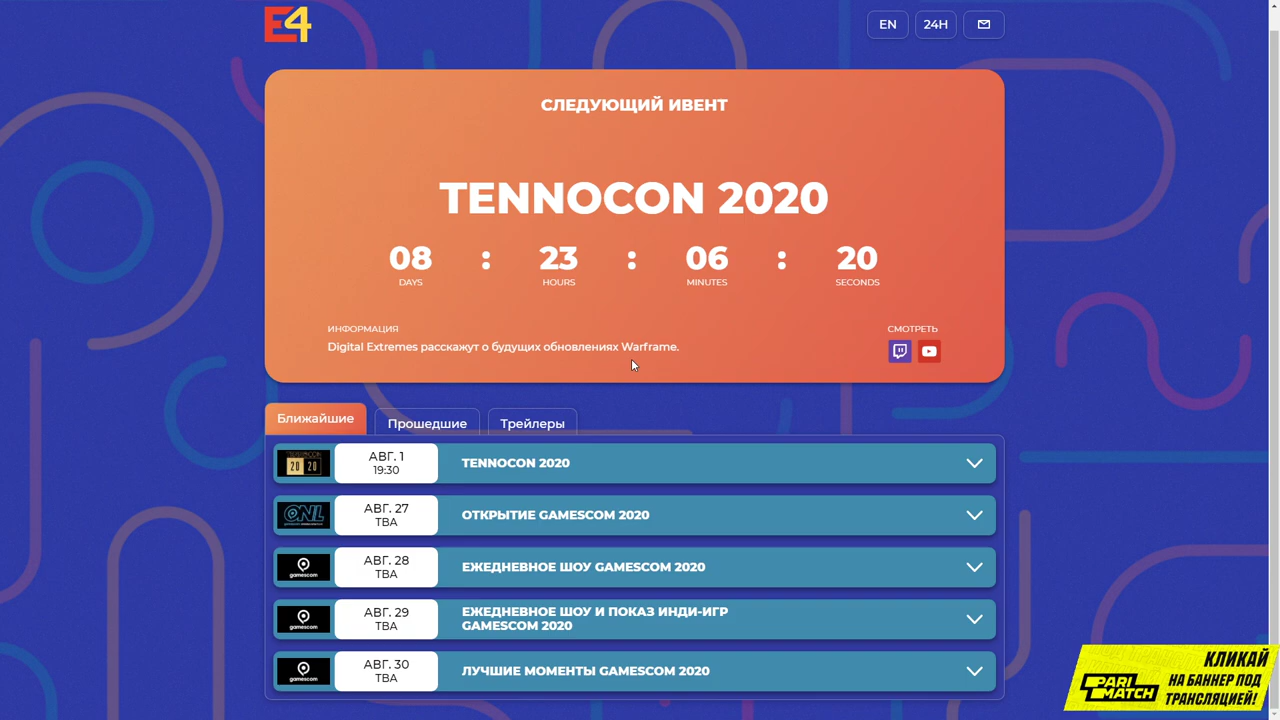 E4
EN
24H
СЛЕДУЮЩИЙ ИВЕНТ
TENNOCON 2020
08 : 23 : 06 : 20
DAYS HOURS MINUTES SECONDS
ИНФОРМАЦИЯ
Digital Extremes расскажут о будущих обновлениях Warframe.
СМОТРЕТЬ
Ближайшие
Прошедшие
Трейлеры
20 20
АВГ. 1
19:30
TENNOCON 2020
ONL
АВГ. 27
TBA
ОТКРЫТИЕ GAMESCOM 2020
gamescom
АВГ. 28
TBA
ЕЖЕДНЕВНОЕ ШОУ GAMESCOM 2020
gamescom
АВГ. 29
TBA
ЕЖЕДНЕВНОЕ ШОУ И ПОКАЗ ИНДИ-ИГР
GAMESCOM 2020
gamescom
АВГ. 30
TBA
ЛУЧШИЕ МОМЕНТЫ GAMESCOM 2020
PARI
MATCH
КЛИКАЙ
НА БАННЕР ПОД
ТРАНСЛЯЦИЕЙ!